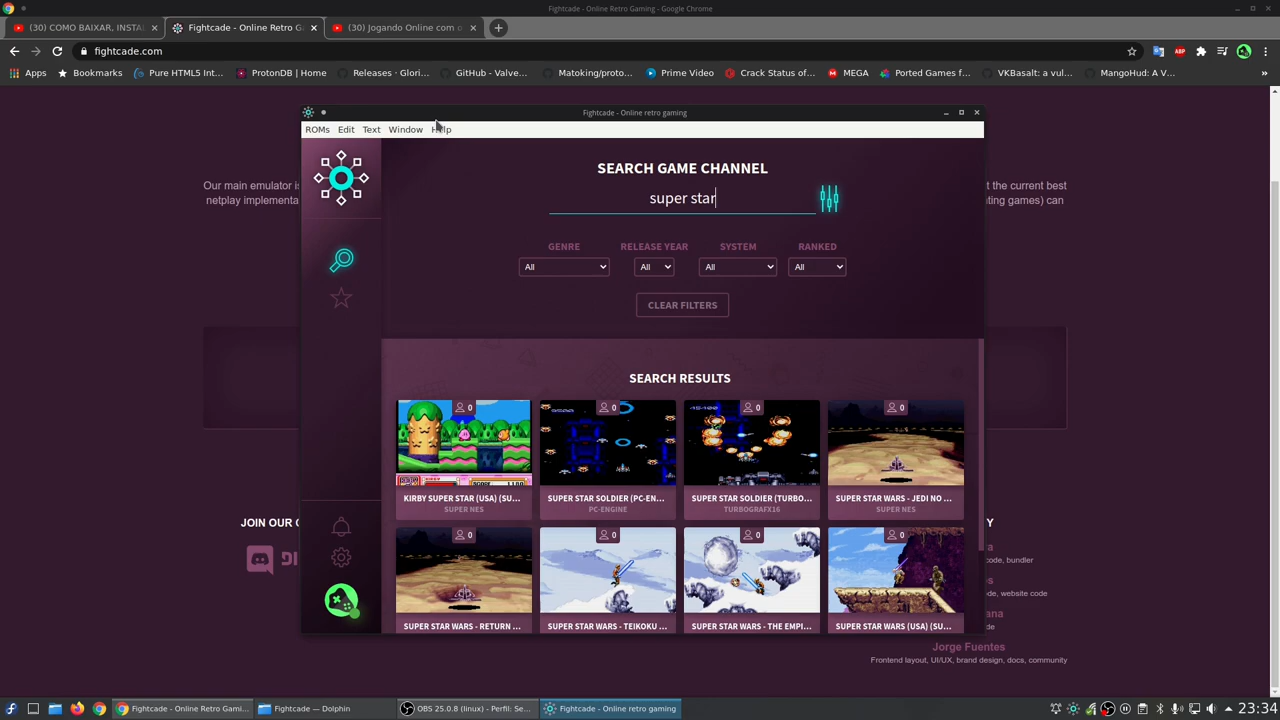 Fightcade - Online Retro Gaming - Google Chrome
(30) COMO BAIXAR, INSTA
Fightcade - Online Retro G
(30) Jogando Online com o
fightcade.com
Apps
Bookmarks
Pure HTML5 Int...
ProtonDB | Home
Releases · Glori...
GitHub - Valve...
Matoking/proto...
Prime Video
Crack Status of...
MEGA
Ported Games f...
VKBasalt: a vul...
MangoHud: A V...
»
Fightcade - Online retro gaming
ROMs Edit Text Window Help
SEARCH GAME CHANNEL
Our main emulator is
t the current best
netplay implementa
ing games) can
super star
GENRE RELEASE YEAR SYSTEM RANKED
All All All All
CLEAR FILTERS
SEARCH RESULTS
0 0 0 0
KIRBY SUPER STAR (USA) (SU...
SUPER NES
SUPER STAR SOLDIER (PC-EN...
PC-ENGINE
SUPER STAR SOLDIER (TURBO...
TURBOGRAFX16
SUPER STAR WARS - JEDI NO ...
SUPER NES
JOIN OUR
Y
0 0 0 0
code, bundler
code, website code
SUPER STAR WARS - RETURN ...
SUPER STAR WARS - TEIKOKU ...
SUPER STAR WARS - THE EMPI...
SUPER STAR WARS (USA) (SU...
Jorge Fuentes
Frontend layout, UI/UX, brand design, docs, community
Fightcade - Online Retro Gami...
Fightcade — Dolphin
OBS 25.0.8 (linux) - Perfil: Se...
Fightcade - Online retro gaming
23:34